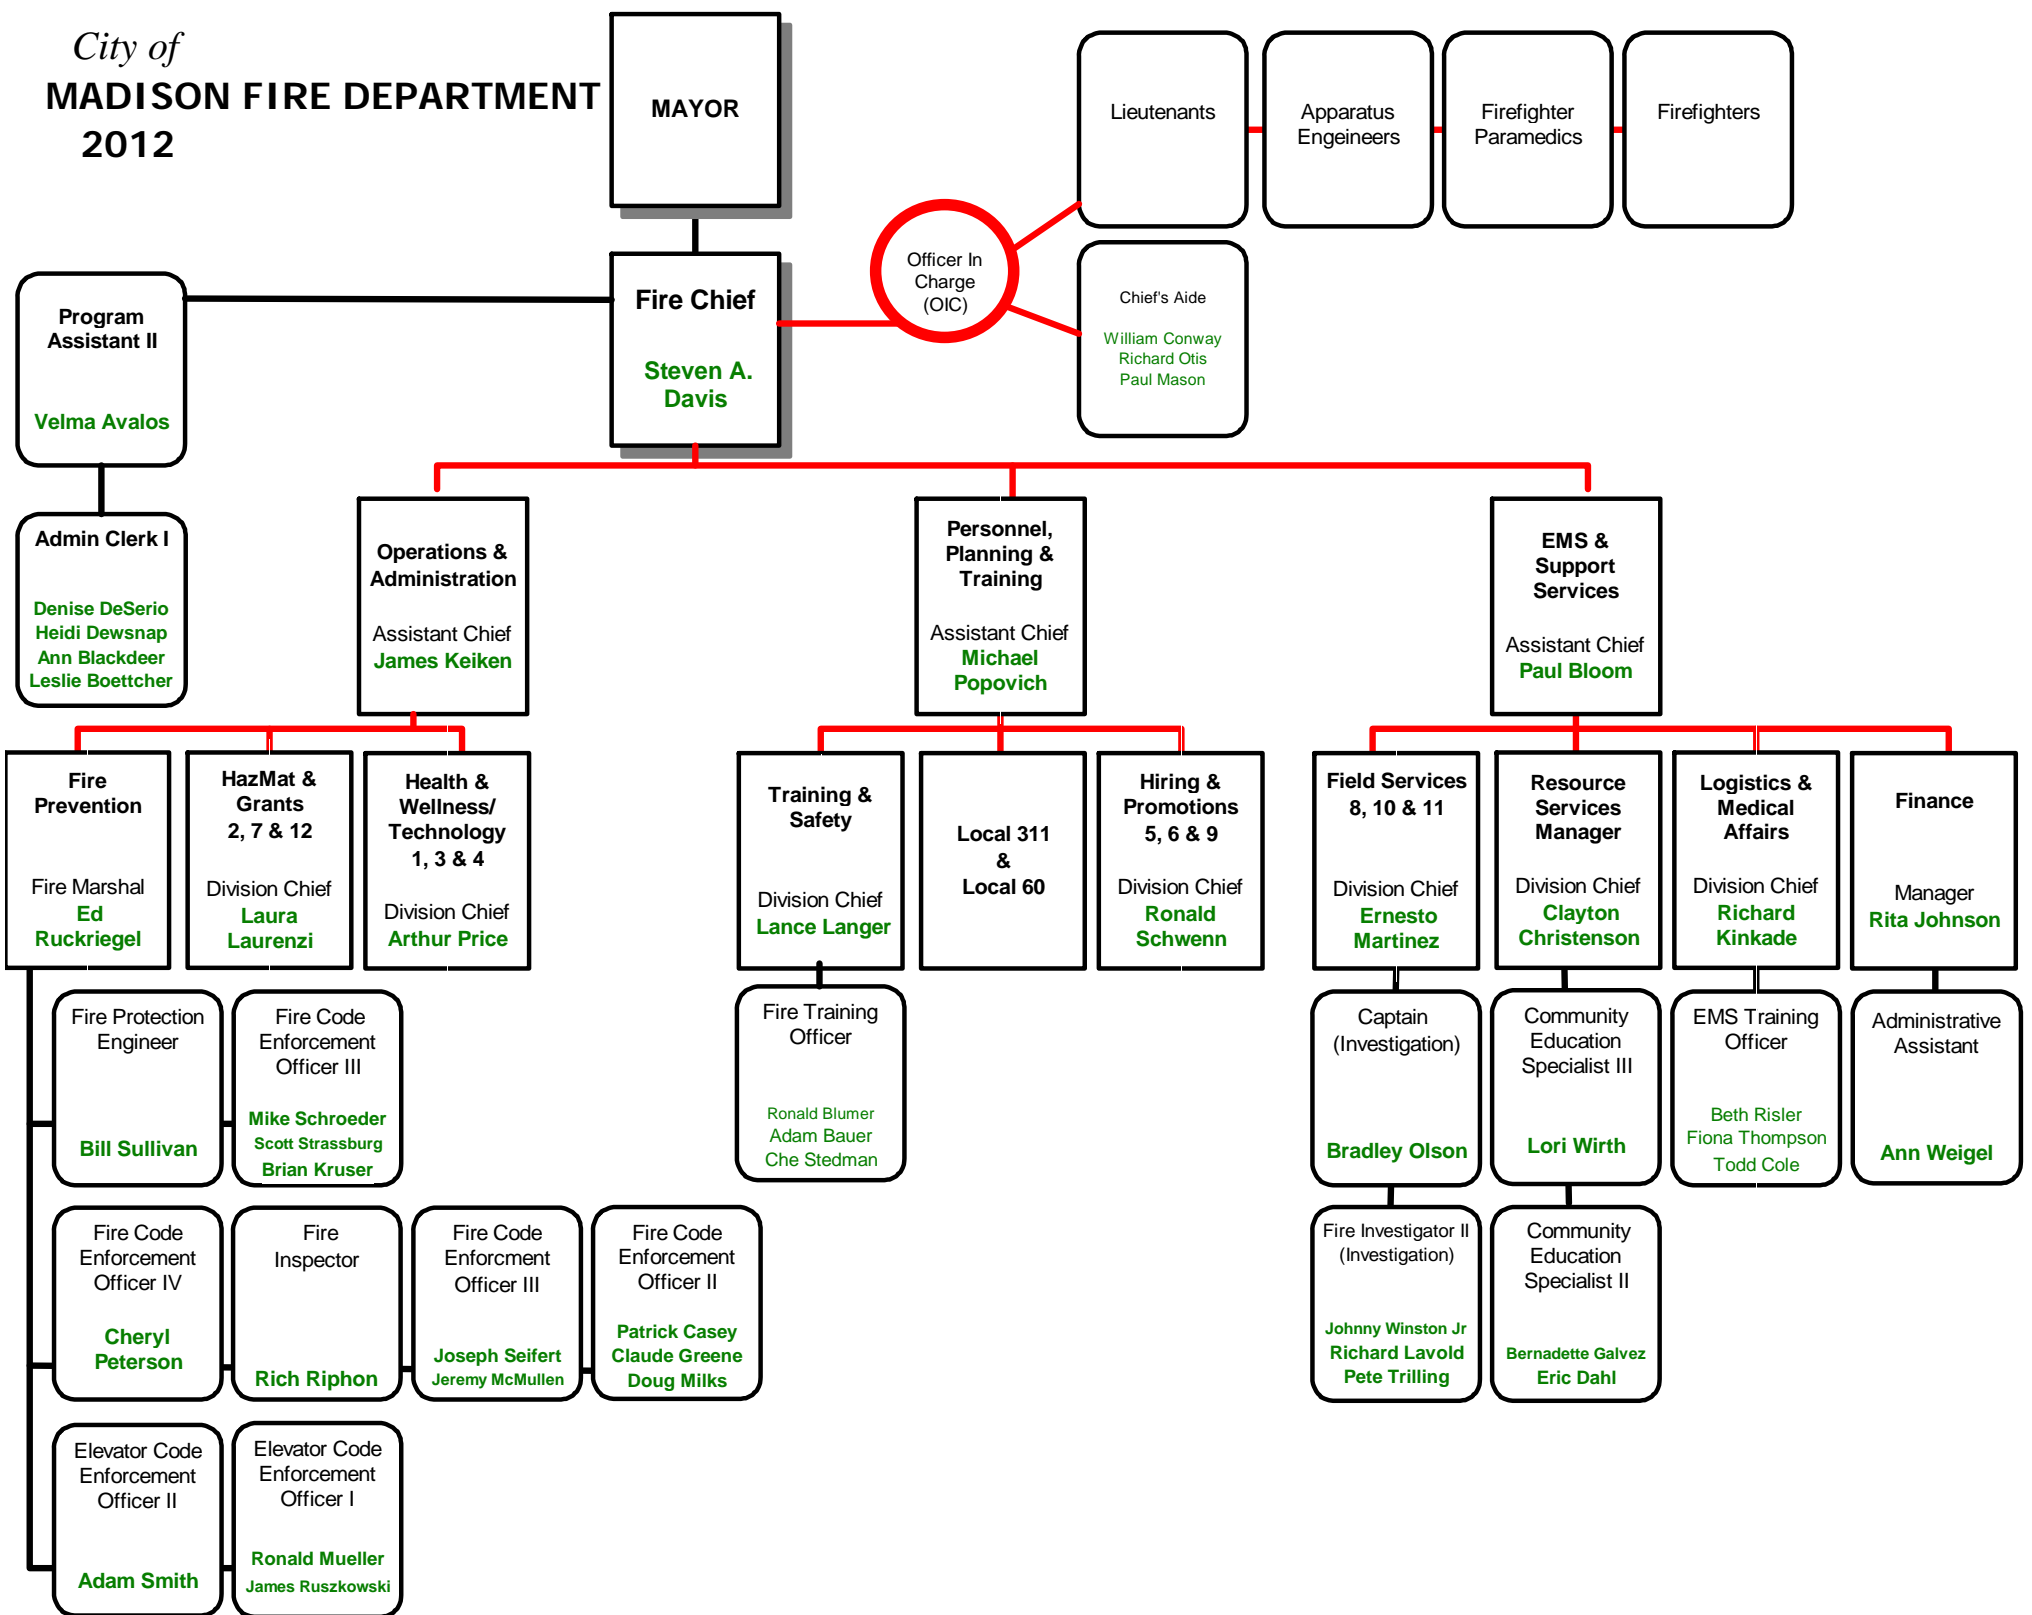 City of
MADISON FIRE DEPARTMENT
2012
MAYOR
Lieutenants
Apparatus
Engeineers
Firefighter
Paramedics
Firefighters
Officer In
Charge
(OIC)
Chief's Aide
William Conway
Richard Otis
Paul Mason
Fire Chief
Steven A.
Davis
Program
Assistant II
Velma Avalos
Admin Clerk I
Denise DeSerio
Heidi Dewsnap
Ann Blackdeer
Leslie Boettcher
Operations &
Administration
Assistant Chief
James Keiken
Personnel,
Planning &
Training
Assistant Chief
Michael
Popovich
EMS &
Support
Services
Assistant Chief
Paul Bloom
Fire
Prevention
Fire Marshal
Ed
Ruckriegel
HazMat &
Grants
2, 7 & 12
Division Chief
Laura
Laurenzi
Health &
Wellness/
Technology
1, 3 & 4
Division Chief
Arthur Price
Training &
Safety
Division Chief
Lance Langer
Local 311
&
Local 60
Hiring &
Promotions
5, 6 & 9
Division Chief
Ronald
Schwenn
Field Services
8, 10 & 11
Division Chief
Ernesto
Martinez
Resource
Services
Manager
Division Chief
Clayton
Christenson
Logistics &
Medical
Affairs
Division Chief
Richard
Kinkade
Finance
Manager
Rita Johnson
Fire Protection
Engineer
Bill Sullivan
Fire Code
Enforcement
Officer III
Mike Schroeder
Scott Strassburg
Brian Kruser
Fire Training
Officer
Ronald Blumer
Adam Bauer
Che Stedman
Captain
(Investigation)
Bradley Olson
Community
Education
Specialist III
Lori Wirth
EMS Training
Officer
Beth Risler
Fiona Thompson
Todd Cole
Administrative
Assistant
Ann Weigel
Fire Code
Enforcement
Officer IV
Cheryl
Peterson
Fire
Inspector
Rich Riphon
Fire Code
Enforcment
Officer III
Joseph Seifert
Jeremy McMullen
Fire Code
Enforcement
Officer II
Patrick Casey
Claude Greene
Doug Milks
Fire Investigator II
(Investigation)
Johnny Winston Jr
Richard Lavold
Pete Trilling
Community
Education
Specialist II
Bernadette Galvez
Eric Dahl
Elevator Code
Enforcement
Officer II
Adam Smith
Elevator Code
Enforcement
Officer I
Ronald Mueller
James Ruszkowski